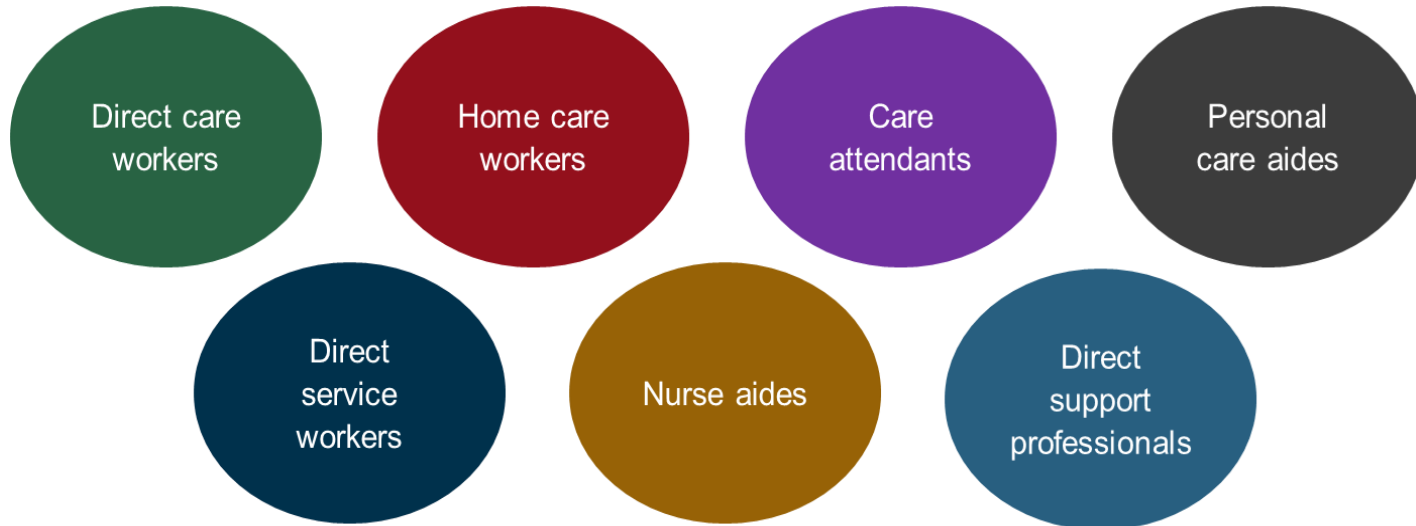 Direct care
workers
Home care
workers
Care
attendants
Personal
care aides
Direct
service
workers
Nurse aides
Direct
support
professionals